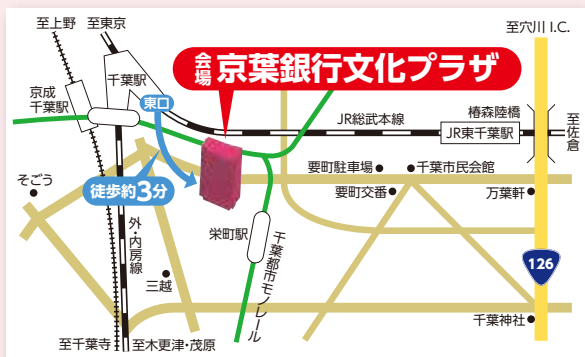 至上野
至東京
至穴川 I.C.
会場 京葉銀行文化プラザ
千葉駅
京成
千葉駅
東口
JR総武本線
椿森陸橋
JR東千葉駅
至佐倉
そごう
徒歩約3分
要町駐車場
千葉市民会館
要町交番
万葉軒
栄町駅
千葉都市モノレール
外・内房線
三越
126
千葉神社
至千葉寺
至木更津・茂原